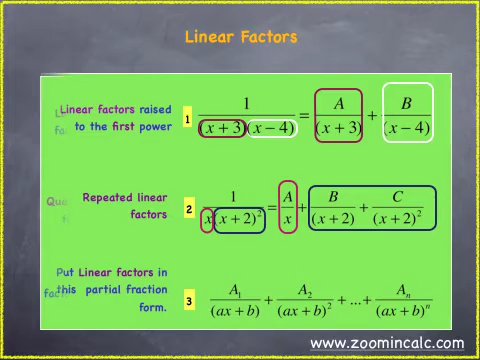 Linear Factors
Linear factors raised
to the first power
1
1/((x + 3)(x − 4)) = A/(x + 3) + B/(x − 4)
Repeated linear
factors
2
1/(x(x + 2)²) = A/x + B/(x + 2) + C/(x + 2)²
Put Linear factors in
this partial fraction
form.
3
A₁/(ax + b) + A₂/(ax + b)² + ... + Aₙ/(ax + b)ⁿ
www.zoomincalc.com